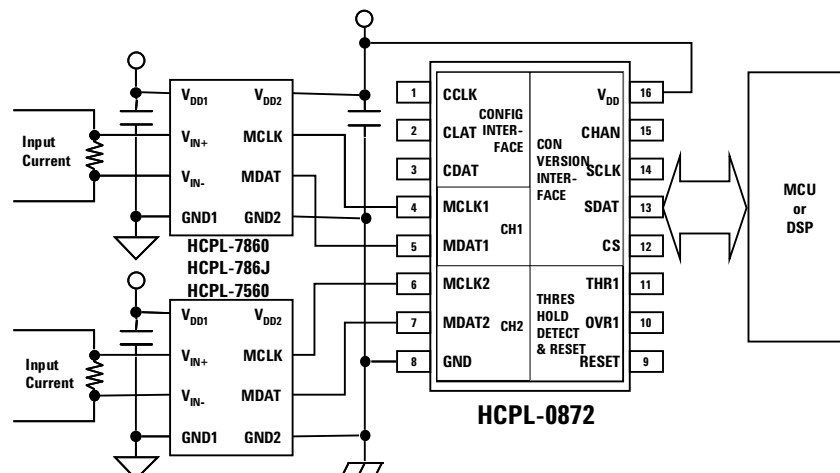 Input
Current
V_DD1
V_IN+
V_IN-
GND1
V_DD2
MCLK
MDAT
GND2
HCPL-7860
HCPL-786J
HCPL-7560
Input
Current
V_DD1
V_IN+
V_IN-
GND1
V_DD2
MCLK
MDAT
GND2
1 CCLK
2 CLAT
3 CDAT
4 MCLK1
5 MDAT1
6 MCLK2
7 MDAT2
8 GND
CONFIG
INTER-
FACE
CH1
CH2
CON
VERSION
INTER-
FACE
THRES
HOLD
DETECT
& RESET
V_DD 16
CHAN 15
SCLK 14
SDAT 13
CS 12
THR1 11
OVR1 10
RESET 9
HCPL-0872
MCU
or
DSP